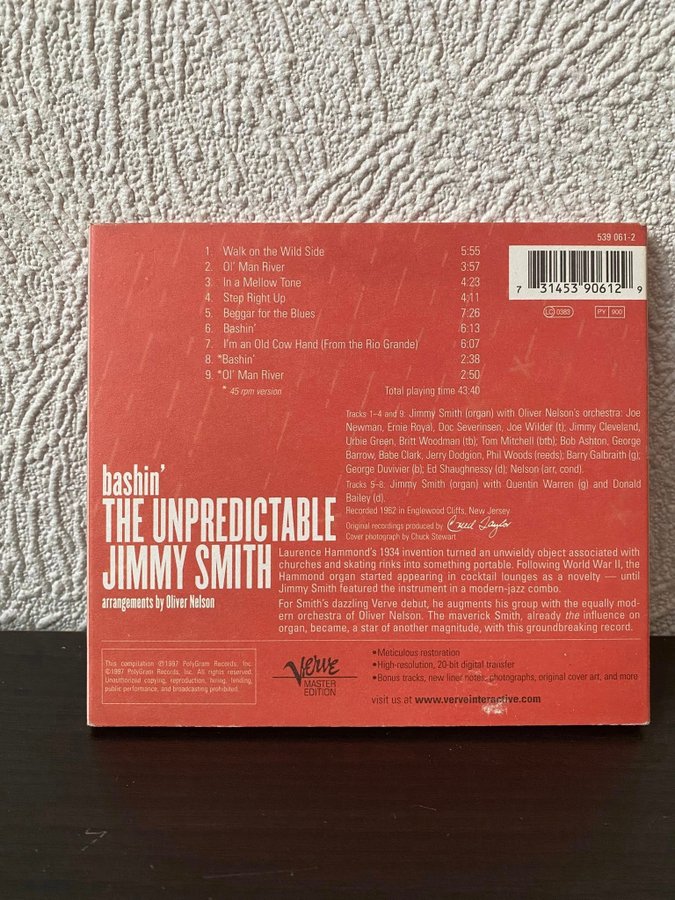 539 061-2
1. Walk on the Wild Side 5:55
2. Ol' Man River 3:57
3. In a Mellow Tone 4:23
4. Step Right Up 4:11
5. Beggar for the Blues 7:26
6. Bashin' 6:13
7. I'm an Old Cow Hand (From the Rio Grande) 6:07
8. *Bashin' 2:38
9. *Ol' Man River 2:50
* 45 rpm version Total playing time 43:40
7 31453 90612 9
LC 0383 PY 900
Tracks 1–4 and 9: Jimmy Smith (organ) with Oliver Nelson's orchestra: Joe
Newman, Ernie Royal, Doc Severinsen, Joe Wilder (t); Jimmy Cleveland,
Urbie Green, Britt Woodman (tb); Tom Mitchell (btb); Bob Ashton, George
Barrow, Babe Clark, Jerry Dodgion, Phil Woods (reeds); Barry Galbraith (g);
George Duvivier (b); Ed Shaughnessy (d); Nelson (arr, cond).
Tracks 5–8: Jimmy Smith (organ) with Quentin Warren (g) and Donald
Bailey (d).
Recorded 1962 in Englewood Cliffs, New Jersey
Original recordings produced by Creed Taylor
Cover photograph by Chuck Stewart
bashin'
THE UNPREDICTABLE
JIMMY SMITH
arrangements by Oliver Nelson
Laurence Hammond's 1934 invention turned an unwieldy object associated with
churches and skating rinks into something portable. Following World War II, the
Hammond organ started appearing in cocktail lounges as a novelty — until
Jimmy Smith featured the instrument in a modern-jazz combo.
For Smith's dazzling Verve debut, he augments his group with the equally mod-
ern orchestra of Oliver Nelson. The maverick Smith, already the influence on
organ, became, a star of another magnitude, with this groundbreaking record.
This compilation ℗1997 PolyGram Records, Inc.
©1997 PolyGram Records, Inc. All rights reserved.
Unauthorized copying, reproduction, hiring, lending,
public performance, and broadcasting prohibited.
Verve
MASTER
EDITION
•Meticulous restoration
•High-resolution, 20-bit digital transfer
•Bonus tracks, new liner notes, photographs, original cover art, and more
visit us at www.verveinteractive.com